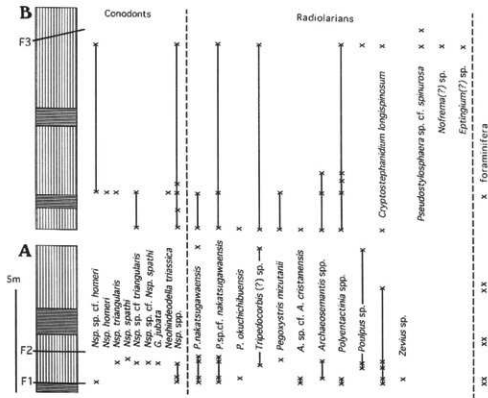 B
Conodonts
Radiolarians
F3
Cryptostephanidium longispinosum
Pseudostylosphaera sp. cf. spinurosa
Nofrema(?) sp.
Eptingium(?) sp.
foraminifera
A
5m
Nsp. sp cf. homeri
Nsp. homeri
Nsp. triangularis
Nsp. spathi
Nsp. sp. cf triangularis
Nsp. sp. cf. Nsp. spathi
G. jubata
Neohindeodella triassica
Nsp. spp.
P. nakatsugawaensis
P.sp.cf. nakatsugawaensis
P. okuchichibuensis
Tripedocorbis (?) sp.
Pegoxystris mizutanii
A. sp. cf. A. cristanensis
Archaeosemantis spp.
Polyentactinia spp.
Poulpus sp.
Zevius sp.
F2
F1